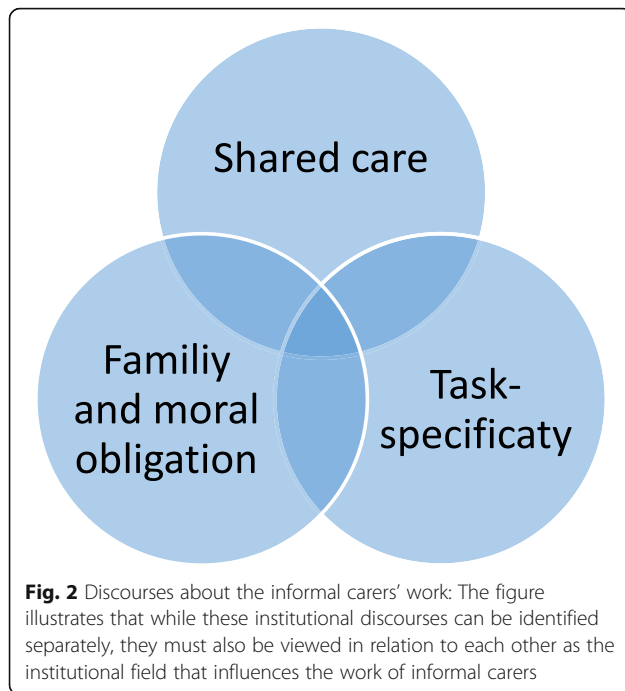 Shared care
Familiy
and moral
obligation
Task-
specificaty
Fig. 2 Discourses about the informal carers’ work: The figure
illustrates that while these institutional discourses can be identified
separately, they must also be viewed in relation to each other as the
institutional field that influences the work of informal carers